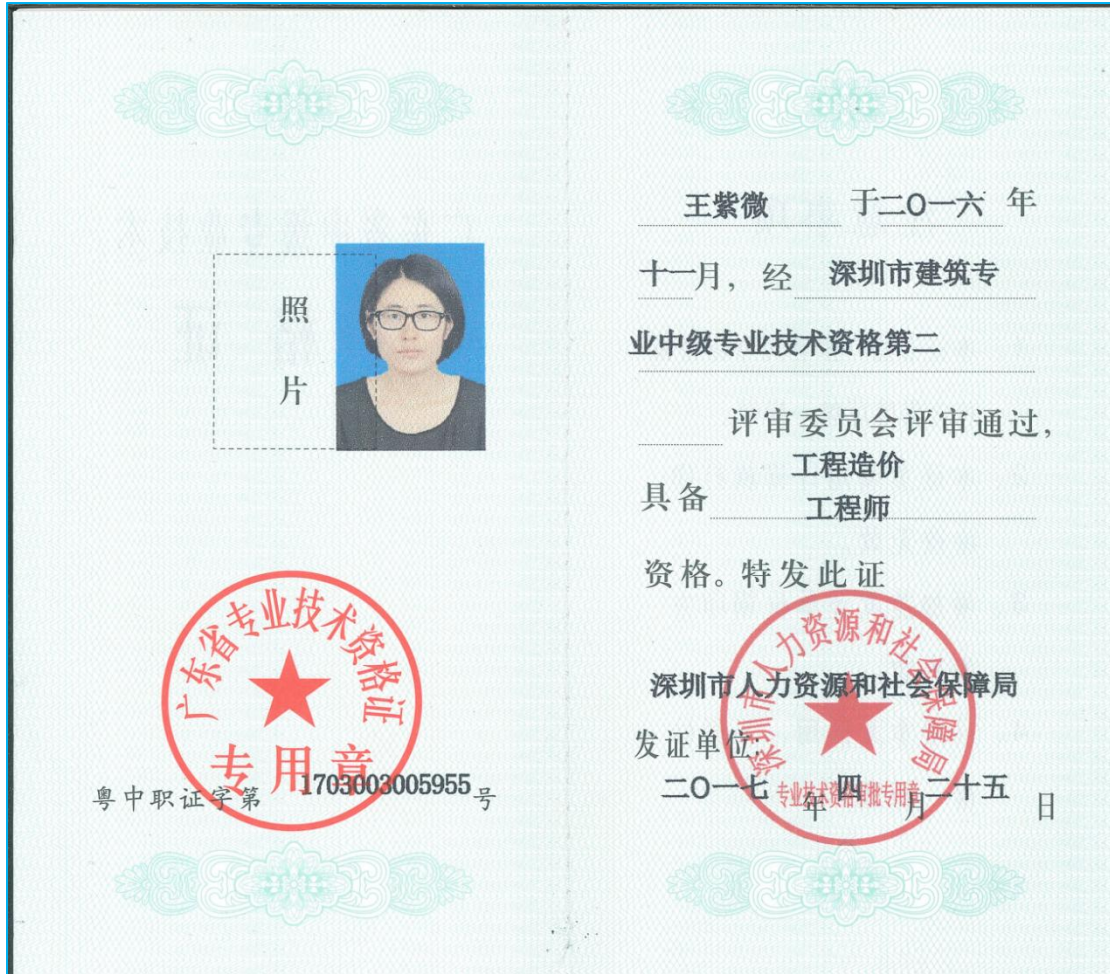 照
片
广东省专业技术资格证
专用章
粤中职证字第 1703003005955 号
王紫微 于二〇一六 年
十一月，经 深圳市建筑专
业中级专业技术资格第二
评审委员会评审通过，
工程造价
具备 工程师
资格。特发此证
深圳市人力资源和社会保障局
深圳市人力资源和社会保障局
发证单位：
二〇一七 年 四 月 二十五 日
专业技术资格审批专用章